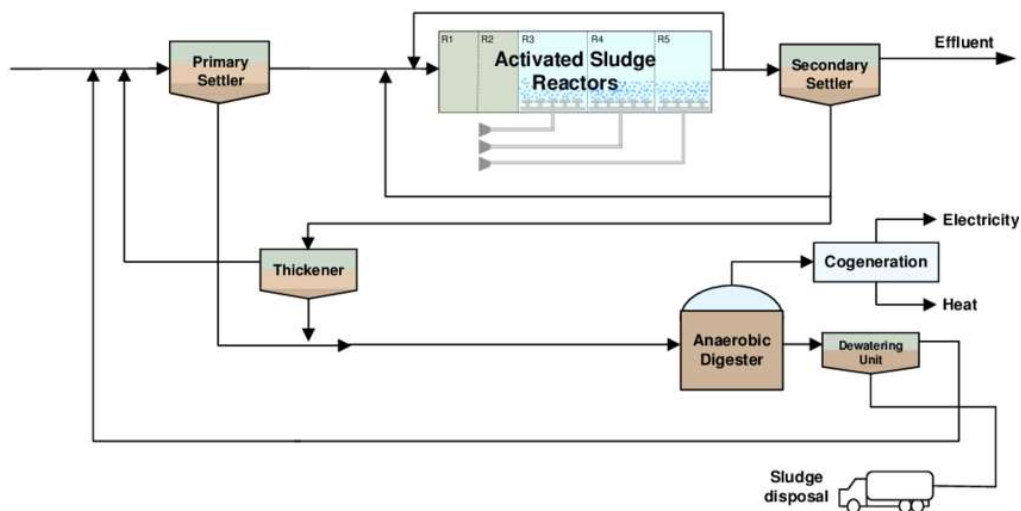 Primary
Settler
R1
R2
R3
R4
R5
Activated Sludge
Reactors
Secondary
Settler
Effluent
Thickener
Electricity
Cogeneration
Heat
Anaerobic
Digester
Dewatering
Unit
Sludge
disposal